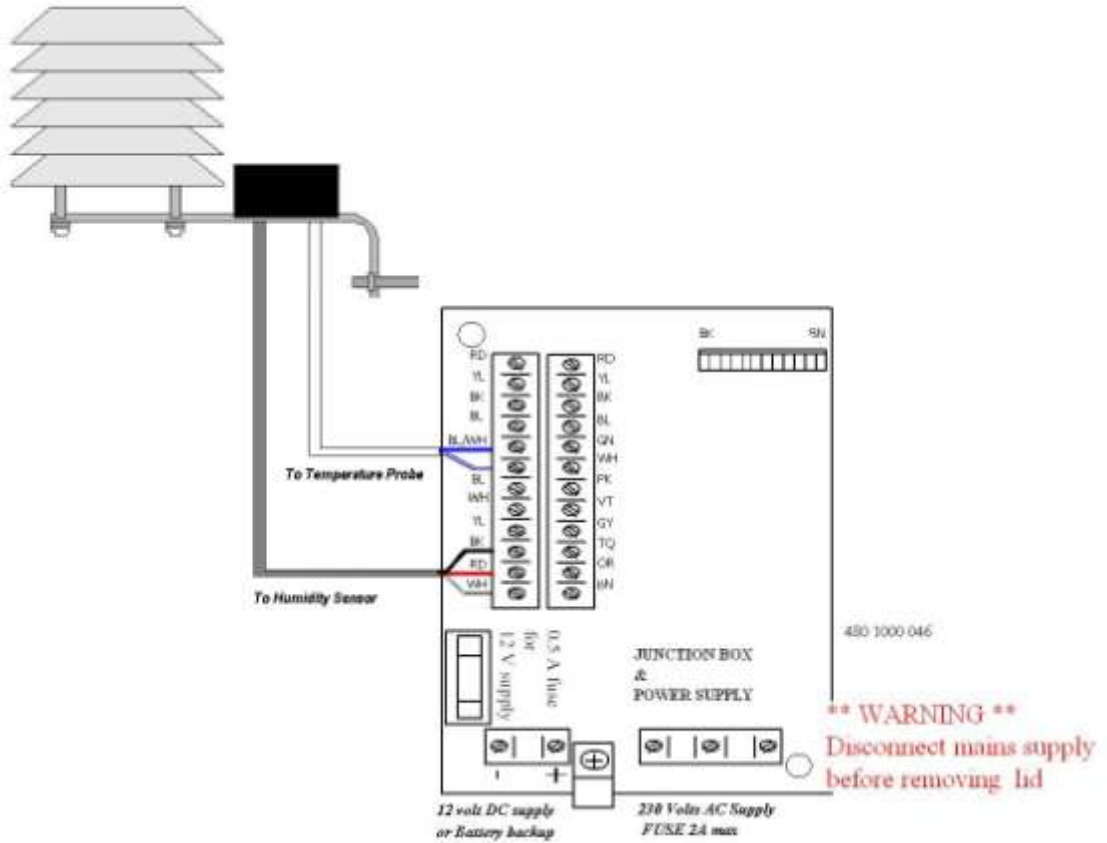 BK BN
RD
YL
BK
BL
BL/WH
BL
WH
YL
BK
RD
WH
RD
YL
BK
BL
GN
WH
PK
VT
GY
TQ
OR
BN
To Temperature Probe
To Humidity Sensor
0.5 A fuse
for
12 V supply
JUNCTION BOX
&
POWER SUPPLY
480 1000 046
** WARNING **
Disconnect mains supply
before removing lid
- +
12 volt DC supply
or Battery backup
230 Volts AC Supply
FUSE 2A max